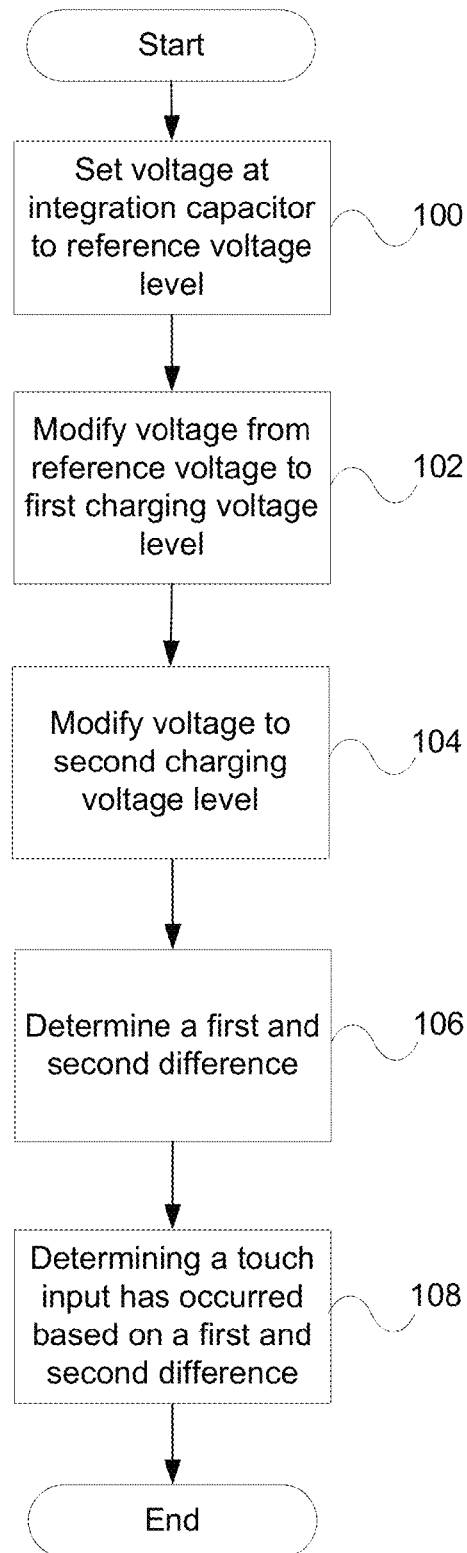 Start
Set voltage at
integration capacitor
to reference voltage
level
100
Modify voltage from
reference voltage to
first charging voltage
level
102
Modify voltage to
second charging
voltage level
104
Determine a first and
second difference
106
Determining a touch
input has occurred
based on a first and
second difference
108
End